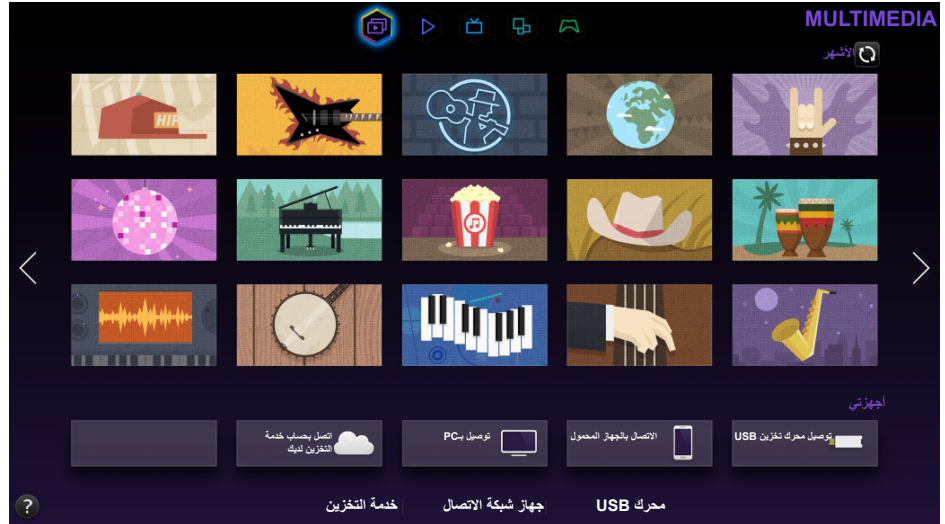 MULTIMEDIA
الأشهر
HIP
أجهزتي
توصيل محرك تخزين USB
الاتصال بالجهاز المحمول
توصيل بـPC
اتصل بحساب خدمة
التخزين لديك
محرك USB
جهاز شبكة الاتصال
خدمة التخزين
?